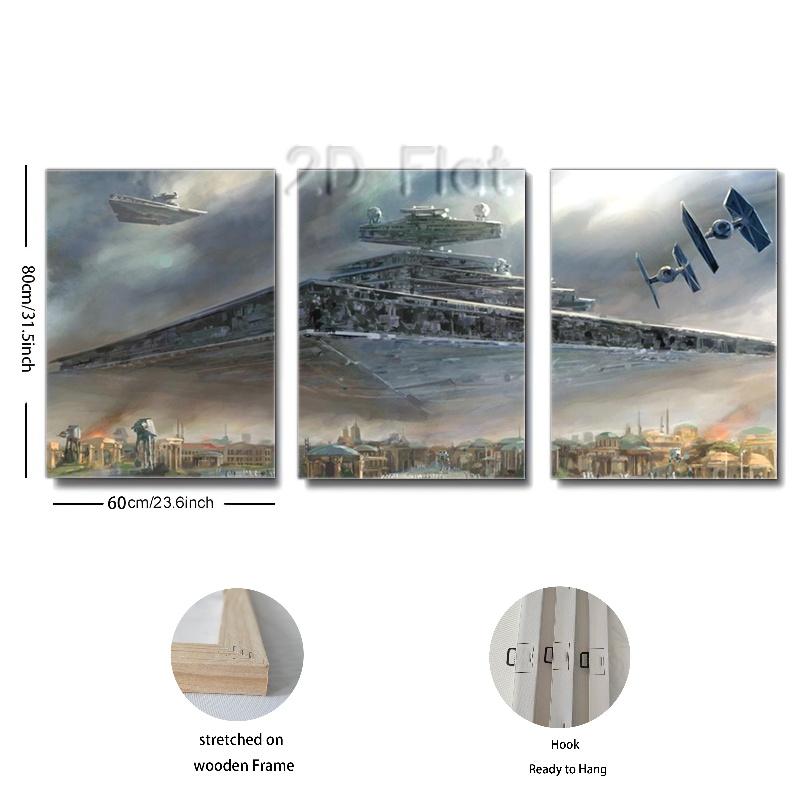 2D Flat
80cm/31.5inch
60cm/23.6inch
stretched on
wooden Frame
Hook
Ready to Hang